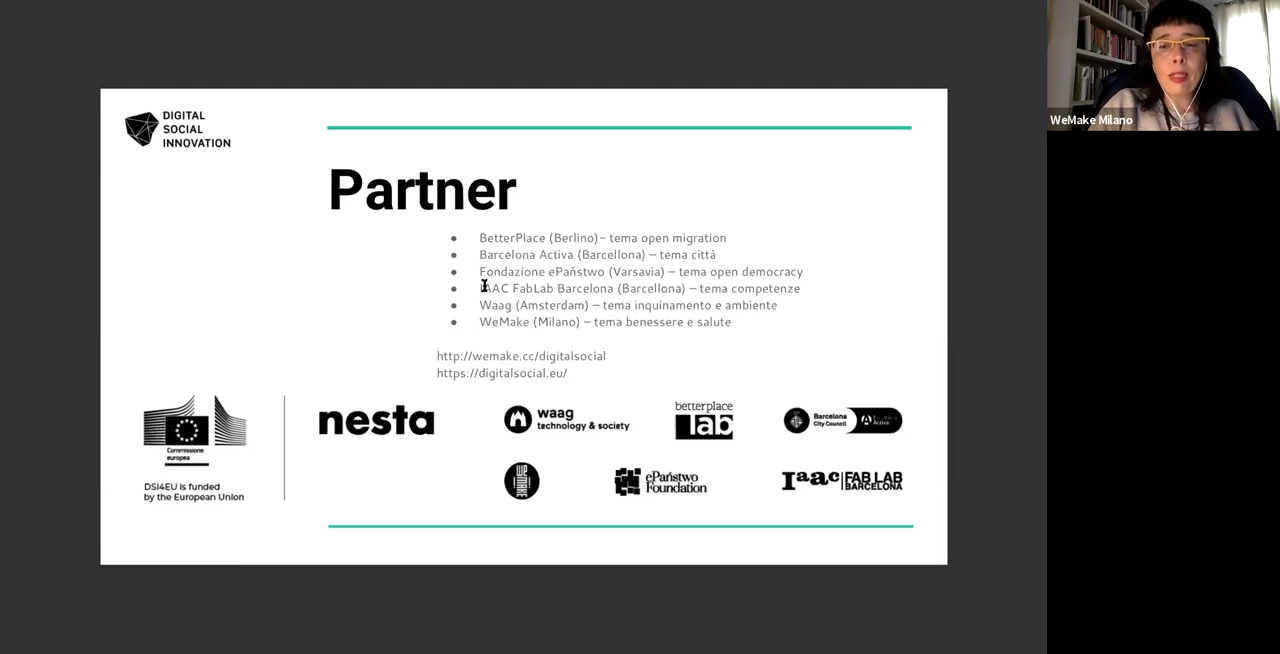 DIGITAL
SOCIAL
INNOVATION
Partner
● BetterPlace (Berlino)- tema open migration
● Barcelona Activa (Barcellona) – tema città
● Fondazione ePaństwo (Varsavia) – tema open democracy
● IAAC FabLab Barcelona (Barcellona) – tema competenze
● Waag (Amsterdam) – tema inquinamento e ambiente
● WeMake (Milano) – tema benessere e salute
http://wemake.cc/digitalsocial
https://digitalsocial.eu/
Commissione
europea
DSI4EU is funded
by the European Union
nesta
waag
technology & society
betterplace
lab
Barcelona
City Council
Barcelona
Activa
WE MAKE
ePaństwo
Foundation
Iaac FAB LAB
BARCELONA
WeMake Milano